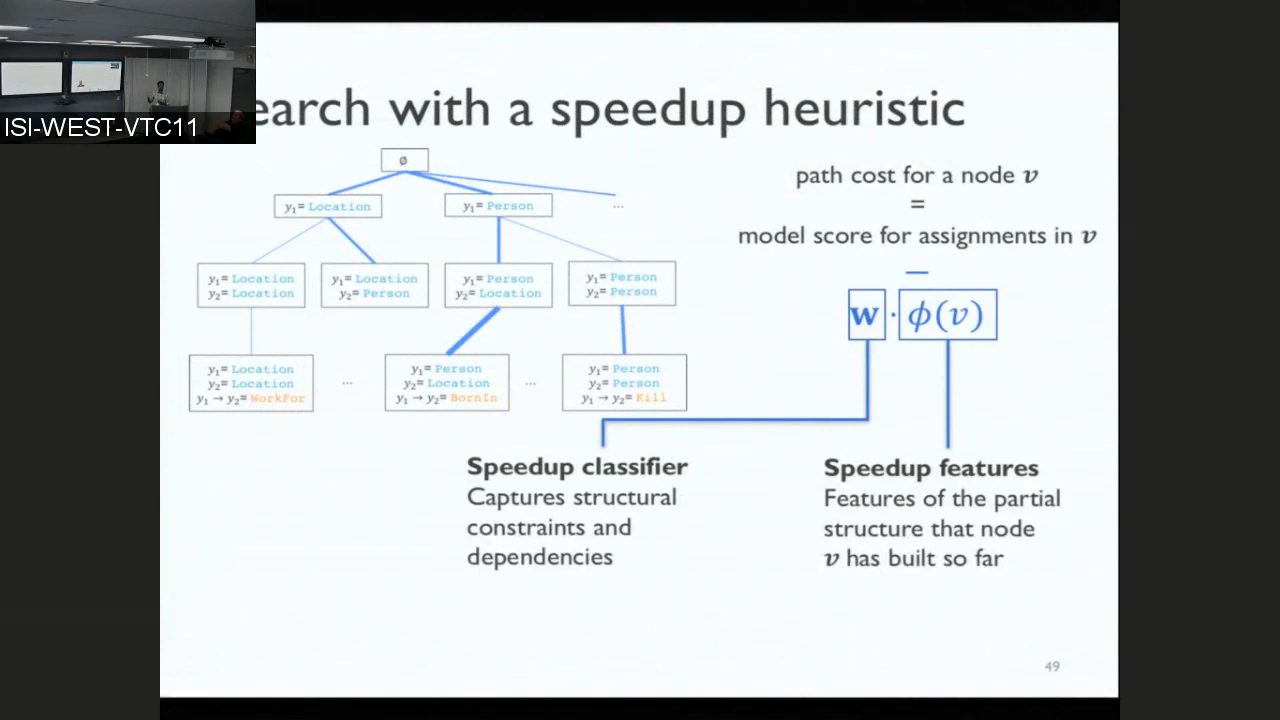 ISI-WEST-VTC11
earch with a speedup heuristic
ø
y₁= Location
y₁= Person
...
y₁= Location
y₂= Location
y₁= Location
y₂= Person
y₁= Person
y₂= Location
y₁= Person
y₂= Person
y₁= Location
y₂= Location
y₁ → y₂= WorkFor
...
y₁= Person
y₂= Location
y₁ → y₂= BornIn
...
y₁= Person
y₂= Person
y₁ → y₂= Kill
path cost for a node v
=
model score for assignments in v
—
w · ϕ(v)
Speedup classifier
Captures structural
constraints and
dependencies
Speedup features
Features of the partial
structure that node
v has built so far
49